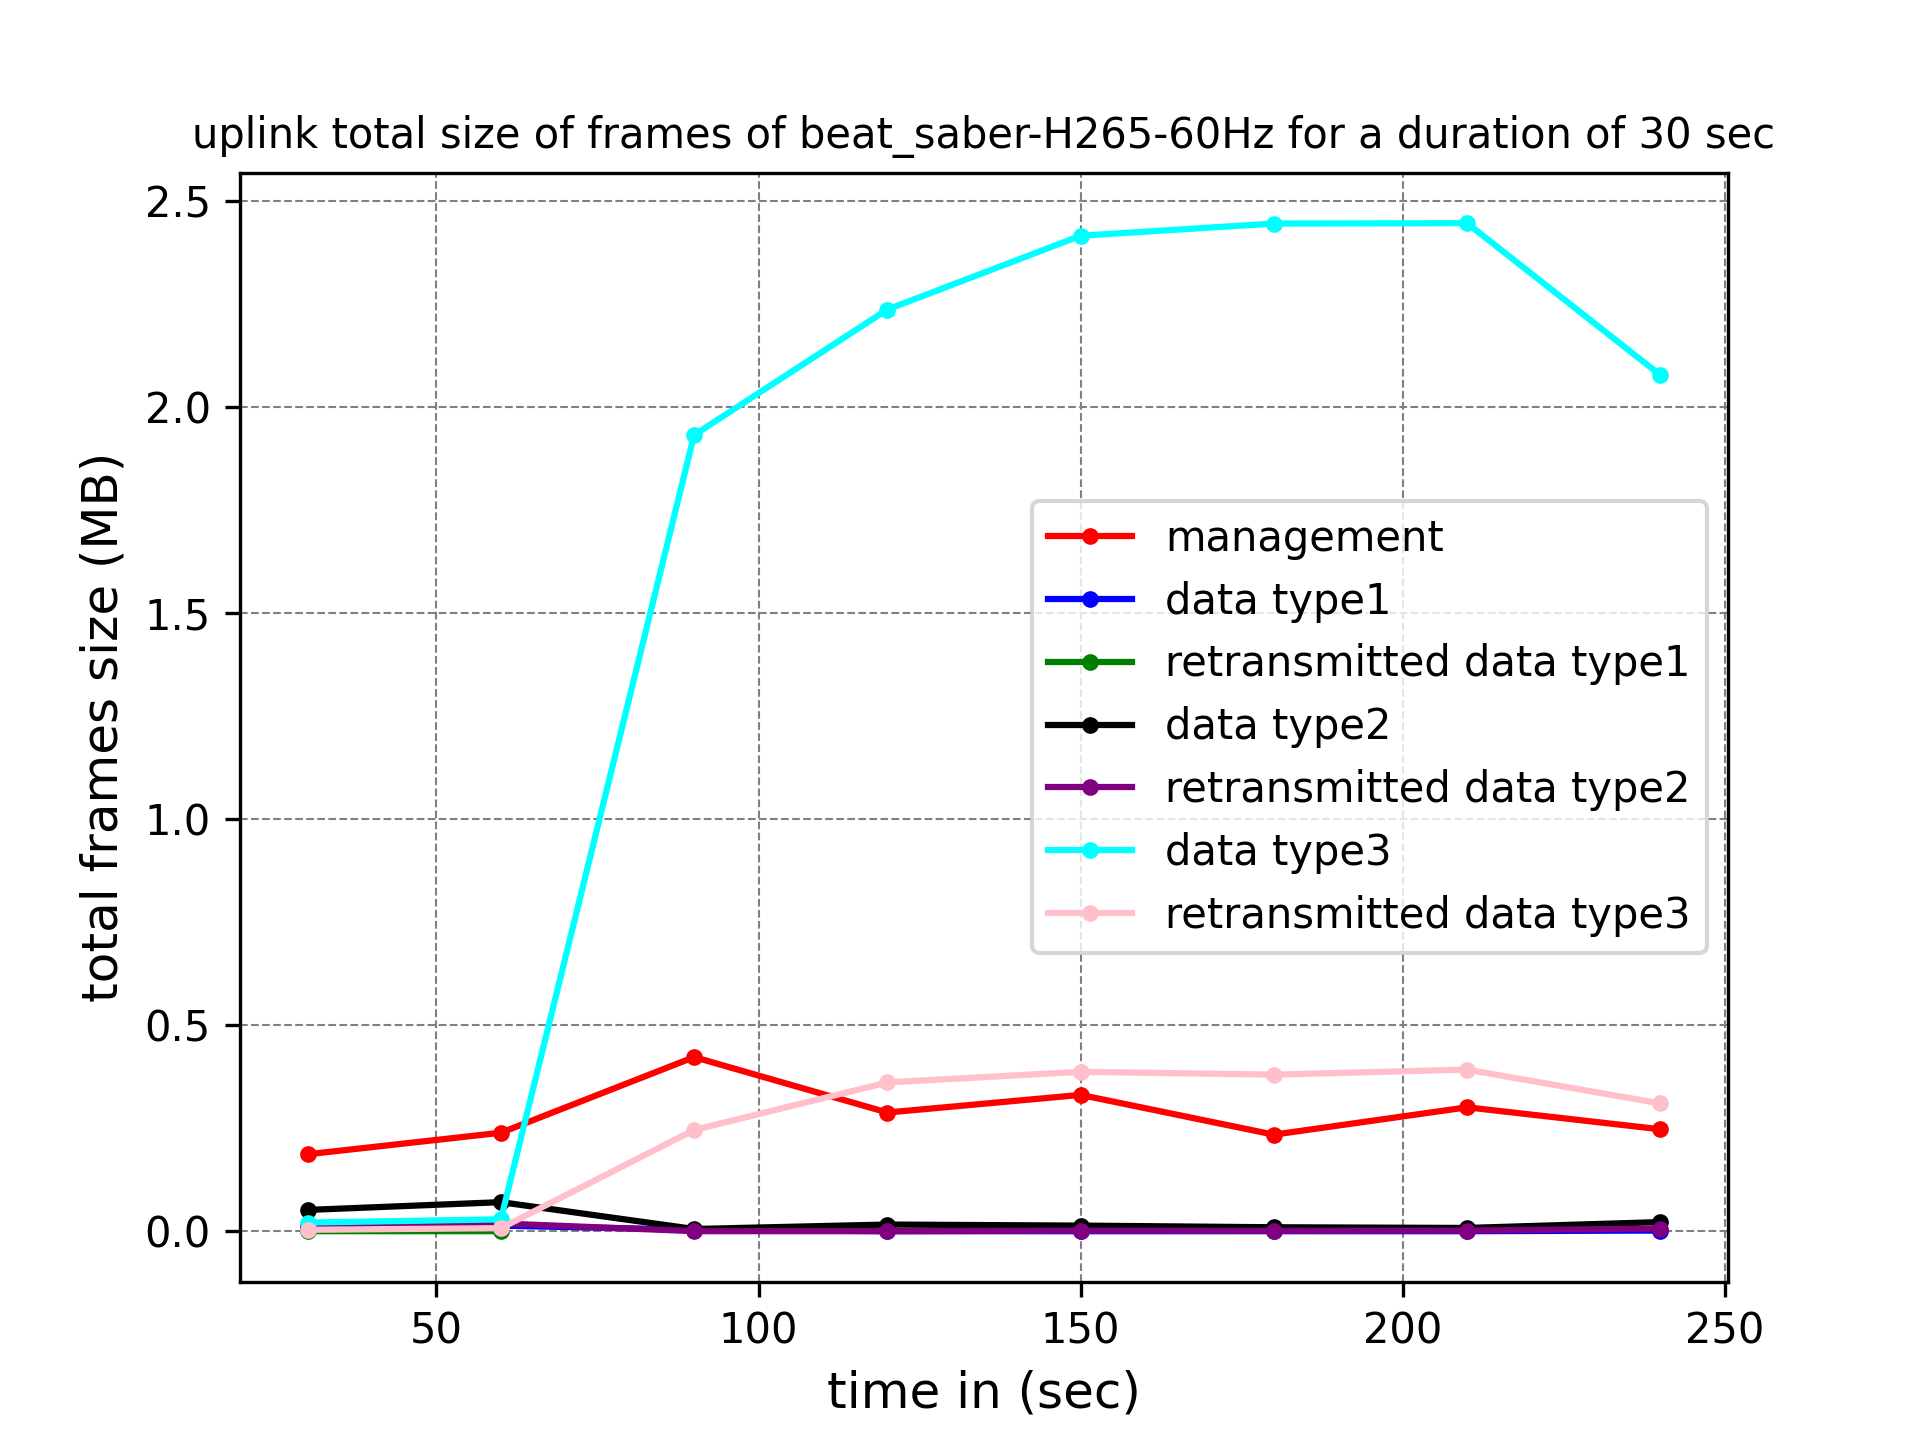 uplink total size of frames of beat_saber-H265-60Hz for a duration of 30 sec
total frames size (MB)
2.5
2.0
1.5
1.0
0.5
0.0
management
data type1
retransmitted data type1
data type2
retransmitted data type2
data type3
retransmitted data type3
50
100
150
200
250
time in (sec)